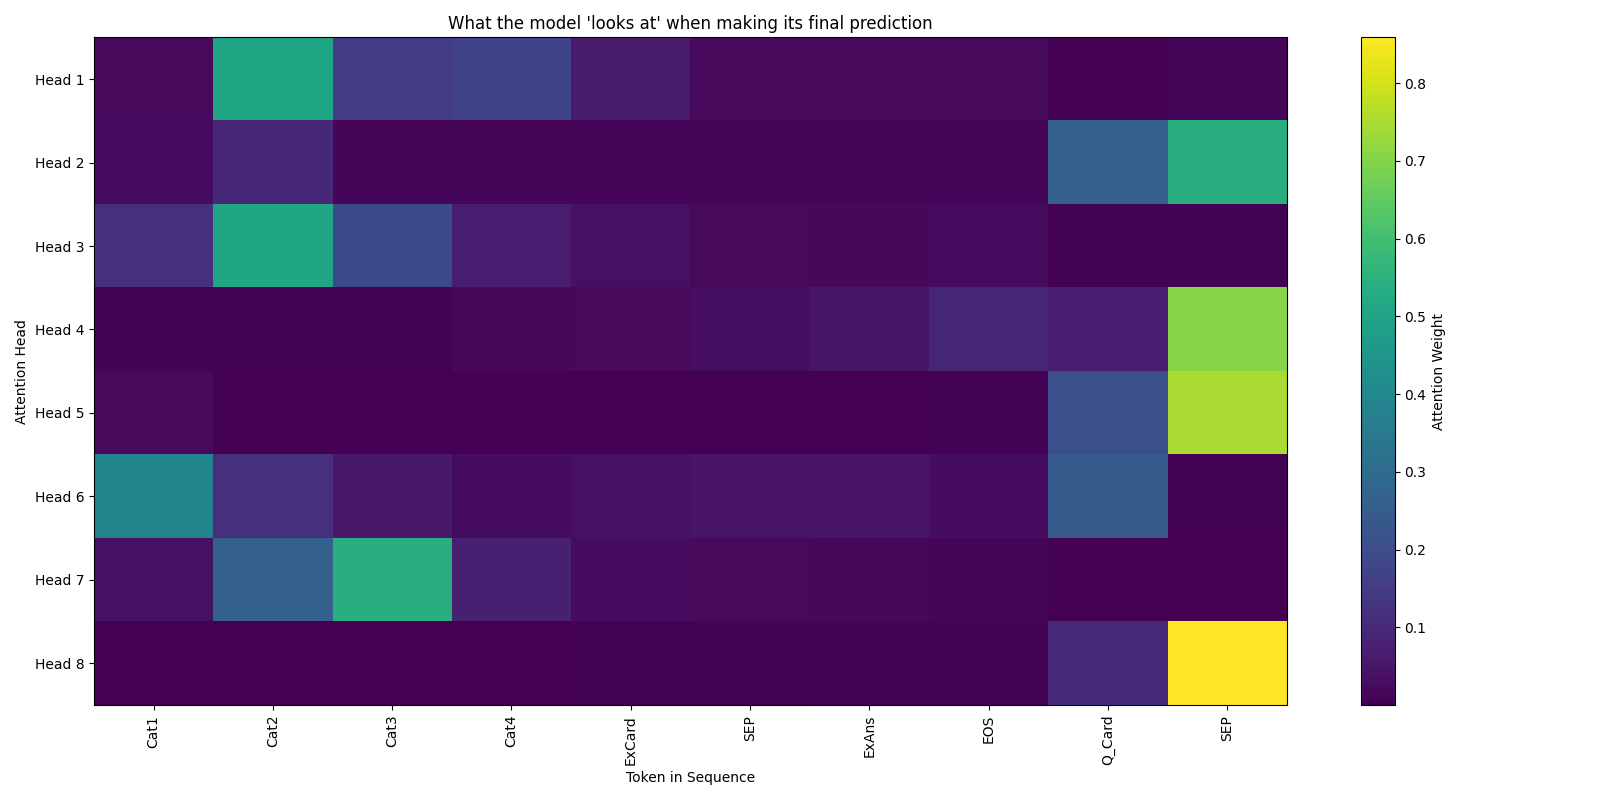 What the model 'looks at' when making its final prediction
Head 1
Head 2
Head 3
Head 4
Head 5
Head 6
Head 7
Head 8
Attention Head
Cat1
Cat2
Cat3
Cat4
ExCard
SEP
ExAns
EOS
Q_Card
SEP
Token in Sequence
0.8
0.7
0.6
0.5
0.4
0.3
0.2
0.1
Attention Weight